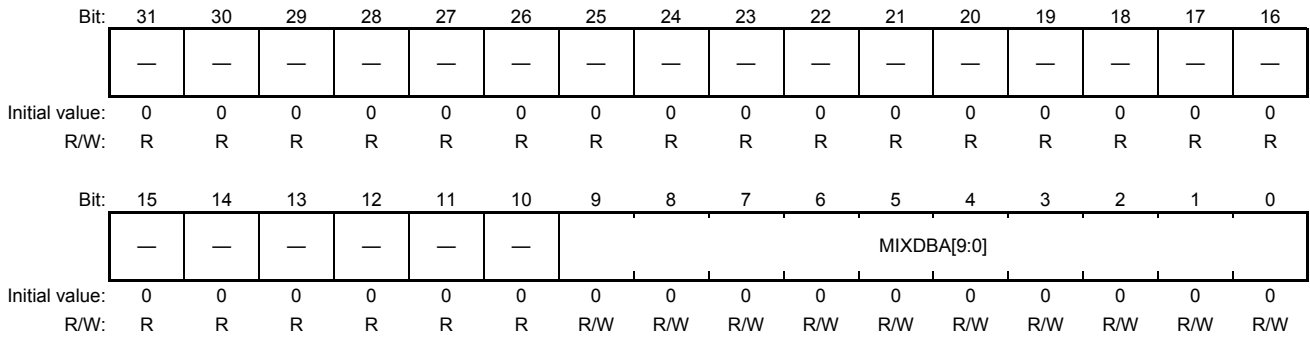 Bit: 31 30 29 28 27 26 25 24 23 22 21 20 19 18 17 16
— — — — — — — — — — — — — — — —
Initial value: 0 0 0 0 0 0 0 0 0 0 0 0 0 0 0 0
R/W: R R R R R R R R R R R R R R R R
Bit: 15 14 13 12 11 10 9 8 7 6 5 4 3 2 1 0
— — — — — — MIXDBA[9:0]
Initial value: 0 0 0 0 0 0 0 0 0 0 0 0 0 0 0 0
R/W: R R R R R R R/W R/W R/W R/W R/W R/W R/W R/W R/W R/W